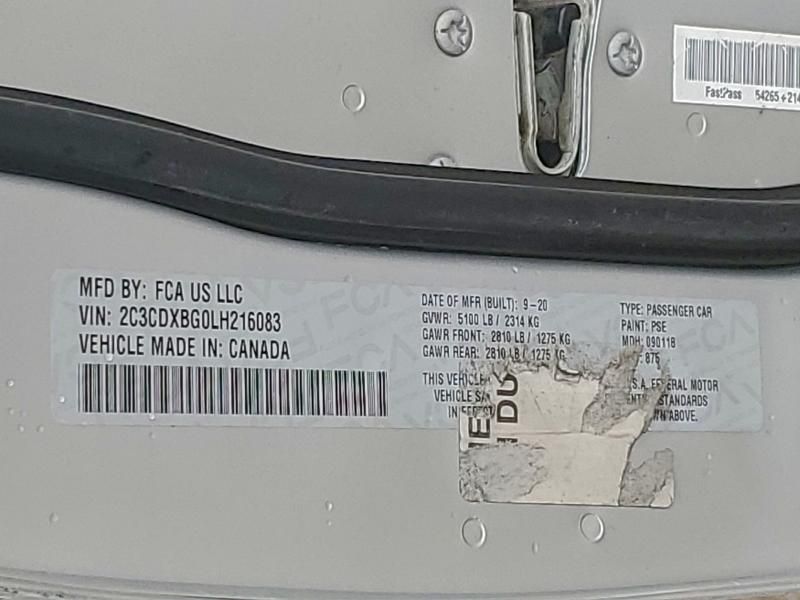 FastPass 54265 +214
MFD BY: FCA US LLC
VIN: 2C3CDXBG0LH216083
VEHICLE MADE IN: CANADA
DATE OF MFR (BUILT): 9-20
GVWR: 5100 LB / 2314 KG
GAWR FRONT: 2810 LB / 1275 KG
GAWR REAR: 2810 LB / 1275 KG
THIS VEHICLE
VEHICLE SA
TYPE: PASSENGER CAR
PAINT: PSE
MDH: 090118
875
MOTOR
STANDARDS
ABOVE.